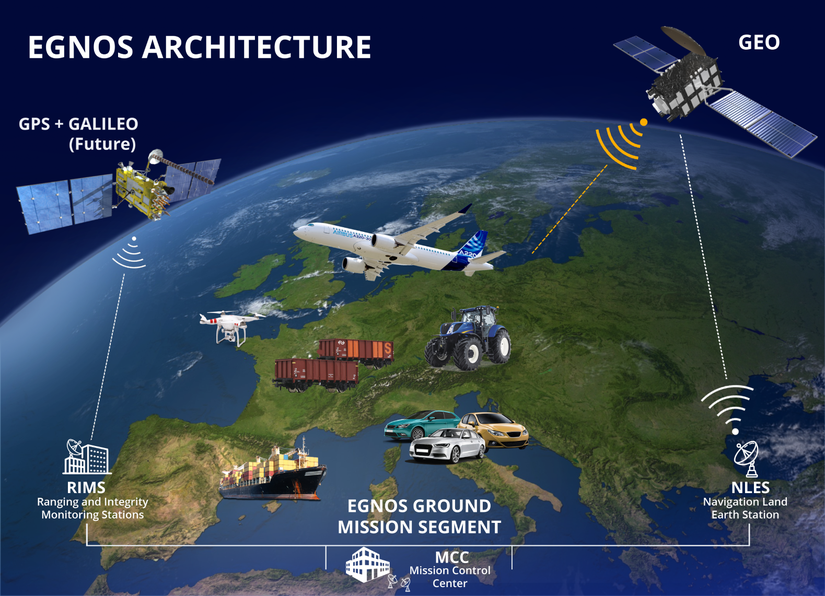 EGNOS ARCHITECTURE
GEO
GPS + GALILEO
(Future)
A220
S
RIMS
Ranging and Integrity
Monitoring Stations
NLES
Navigation Land
Earth Station
EGNOS GROUND
MISSION SEGMENT
MCC
Mission Control
Center